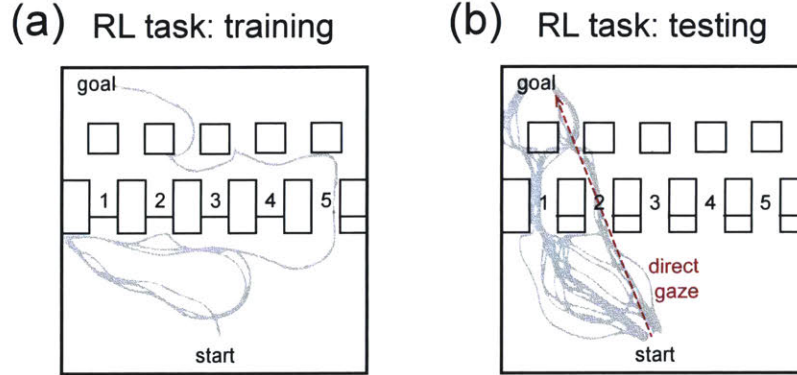 (a) RL task: training
goal
1 2 3 4 5
start
(b) RL task: testing
goal
1 2 3 4 5
direct
gaze
start